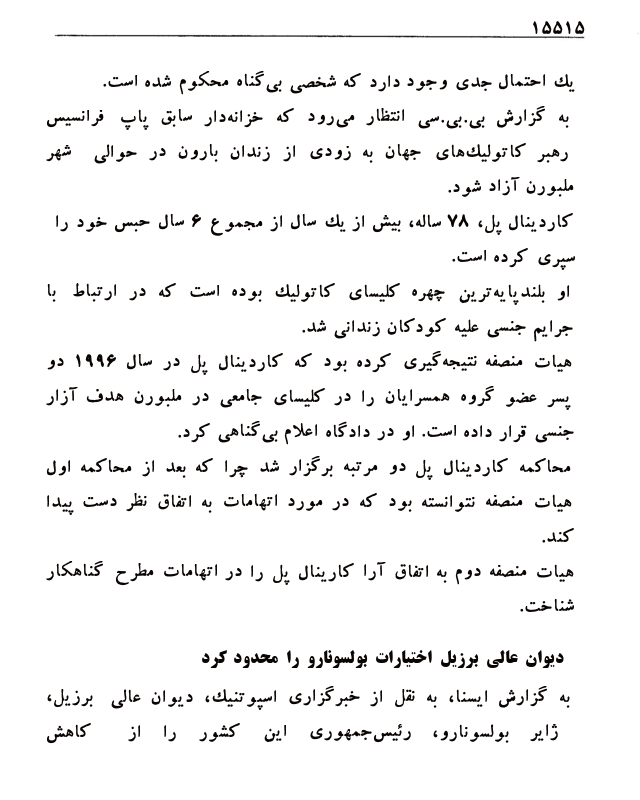 ۱۵۵۱۵
يك احتمال جدی وجود دارد که شخصی بی‌گناه محکوم شده است.
به گزارش بی.بی.سی انتظار می‌رود که خزانه‌دار سابق پاپ فرانسیس
رهبر کاتولیك‌های جهان به زودی از زندان بارون در حوالی شهر
ملبورن آزاد شود.
کاردینال پل، ۷۸ ساله، بیش از يك سال از مجموع ۶ سال حبس خود را
سپری کرده است.
او بلندپایه‌ترین چهره کلیسای کاتولیك بوده است که در ارتباط با
جرایم جنسی علیه کودکان زندانی شد.
هیات منصفه نتیجه‌گیری کرده بود که کاردینال پل در سال ۱۹۹۶ دو
پسر عضو گروه همسرایان را در کلیسای جامعی در ملبورن هدف آزار
جنسی قرار داده است. او در دادگاه اعلام بی‌گناهی کرد.
محاکمه کاردینال پل دو مرتبه برگزار شد چرا که بعد از محاکمه اول
هیات منصفه نتوانسته بود که در مورد اتهامات به اتفاق نظر دست پیدا
کند.
هیات منصفه دوم به اتفاق آرا کارینال پل را در اتهامات مطرح گناهکار
شناخت.
دیوان عالی برزیل اختیارات بولسونارو را محدود کرد
به گزارش ایسنا، به نقل از خبرگزاری اسپوتنیك، دیوان عالی برزیل،
ژایر بولسونارو، رئیس‌جمهوری این کشور را از کاهش